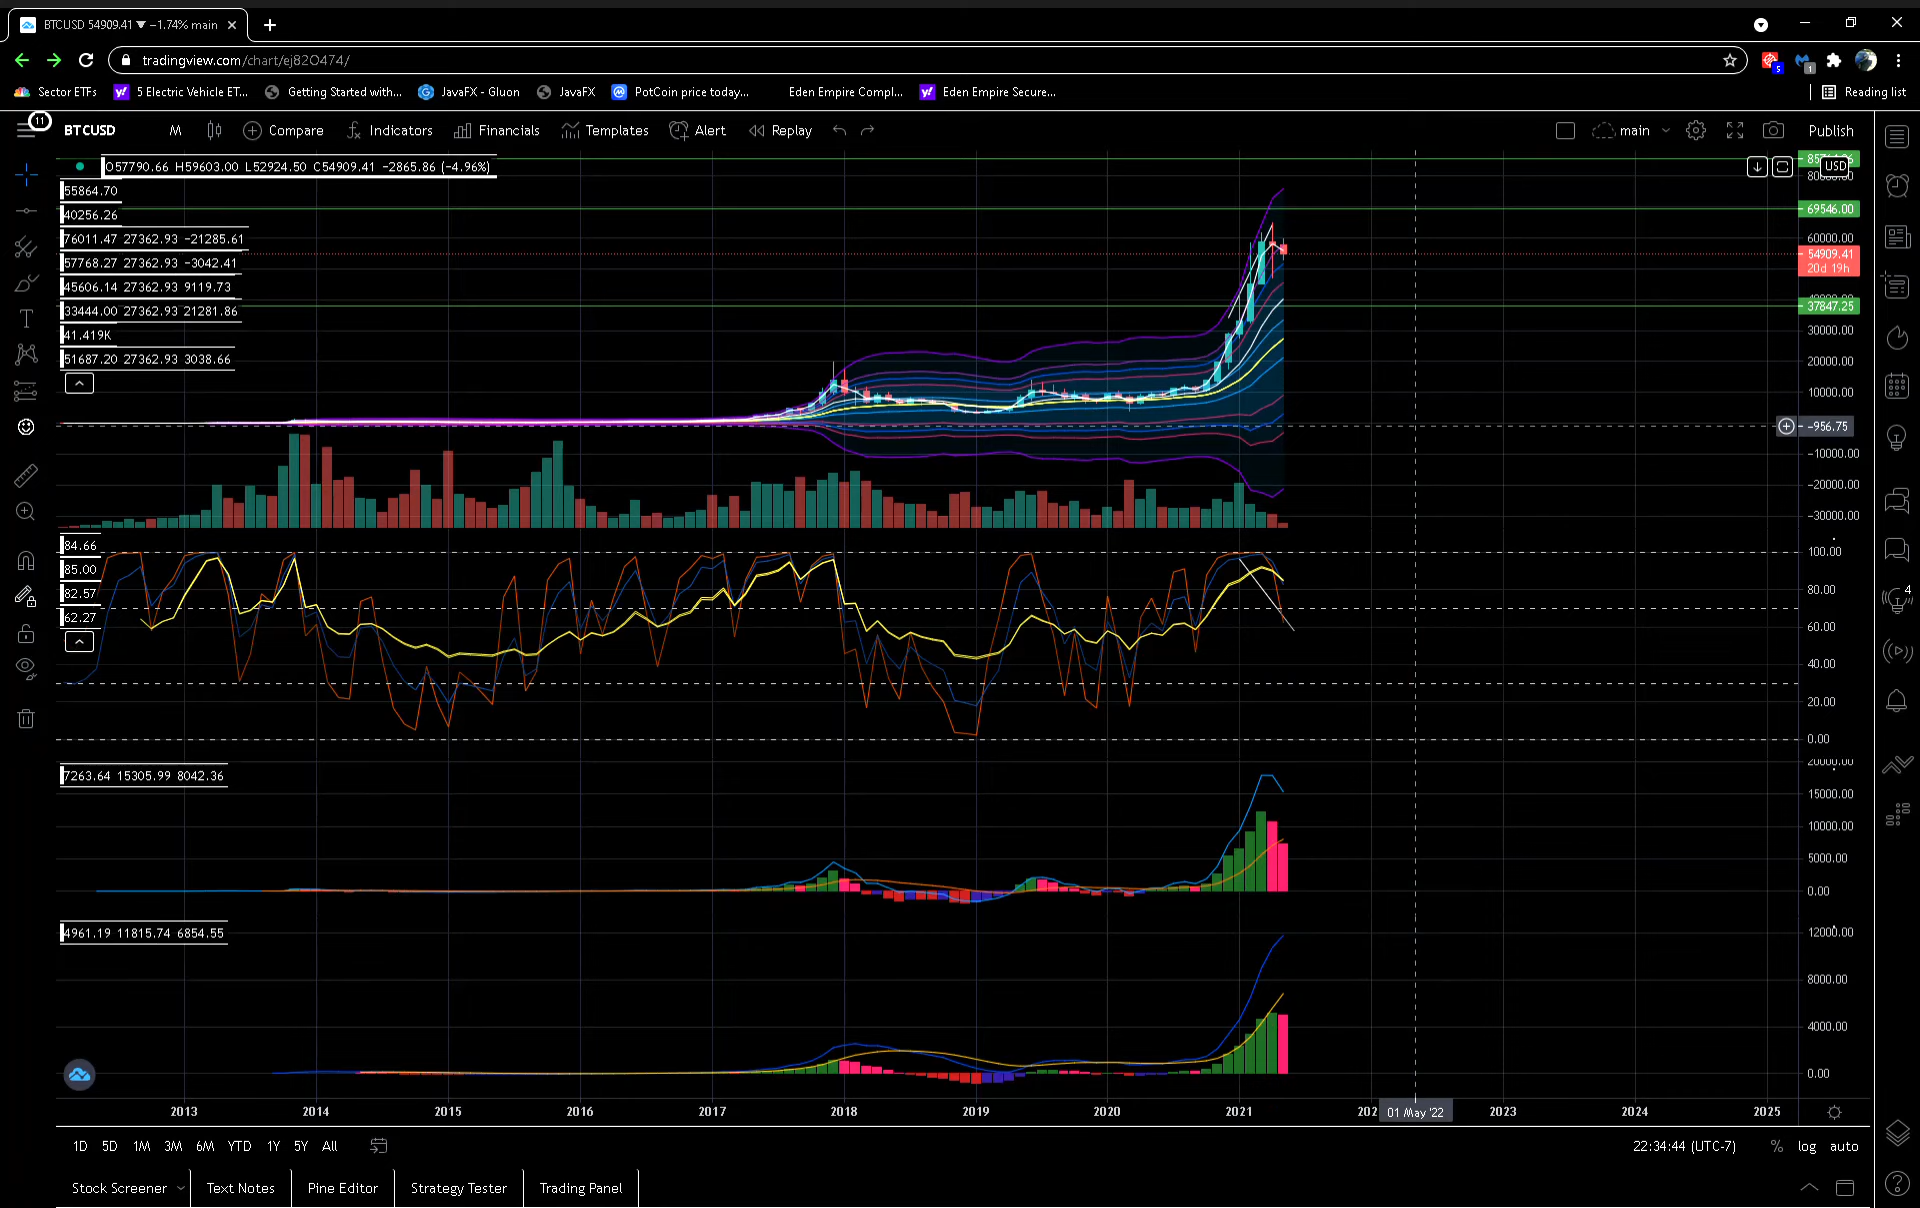 BTCUSD 54909.41 ▼ −1.74% main
tradingview.com/chart/ej82O474/
5
1
Sector ETFs
5 Electric Vehicle ET...
Getting Started with...
JavaFX - Gluon
JavaFX
PotCoin price today...
Eden Empire Compl...
Eden Empire Secure...
Reading list
11
BTCUSD
M
Compare
Indicators
Financials
Templates
Alert
Replay
main
Publish
O57790.66 H59603.00 L52924.50 C54909.41 −2865.86 (−4.96%)
55864.70
40256.26
76011.47 27362.93 −21285.61
57768.27 27362.93 −3042.41
45606.14 27362.93 9119.73
33444.00 27362.93 21281.86
41.419K
51687.20 27362.93 3038.66
USD
69546.00
60000.00
54909.41
20d 19h
37847.25
30000.00
20000.00
10000.00
−956.75
−10000.00
−20000.00
−30000.00
84.66
85.00
82.57
62.27
100.00
80.00
60.00
40.00
20.00
0.00
4
7263.64 15305.99 8042.36
20000.00
15000.00
10000.00
5000.00
0.00
4961.19 11815.74 6854.55
12000.00
8000.00
4000.00
0.00
2013
2014
2015
2016
2017
2018
2019
2020
2021
202
01 May '22
2023
2024
2025
1D
5D
1M
3M
6M
YTD
1Y
5Y
All
22:34:44 (UTC-7)
%
log
auto
Stock Screener
Text Notes
Pine Editor
Strategy Tester
Trading Panel